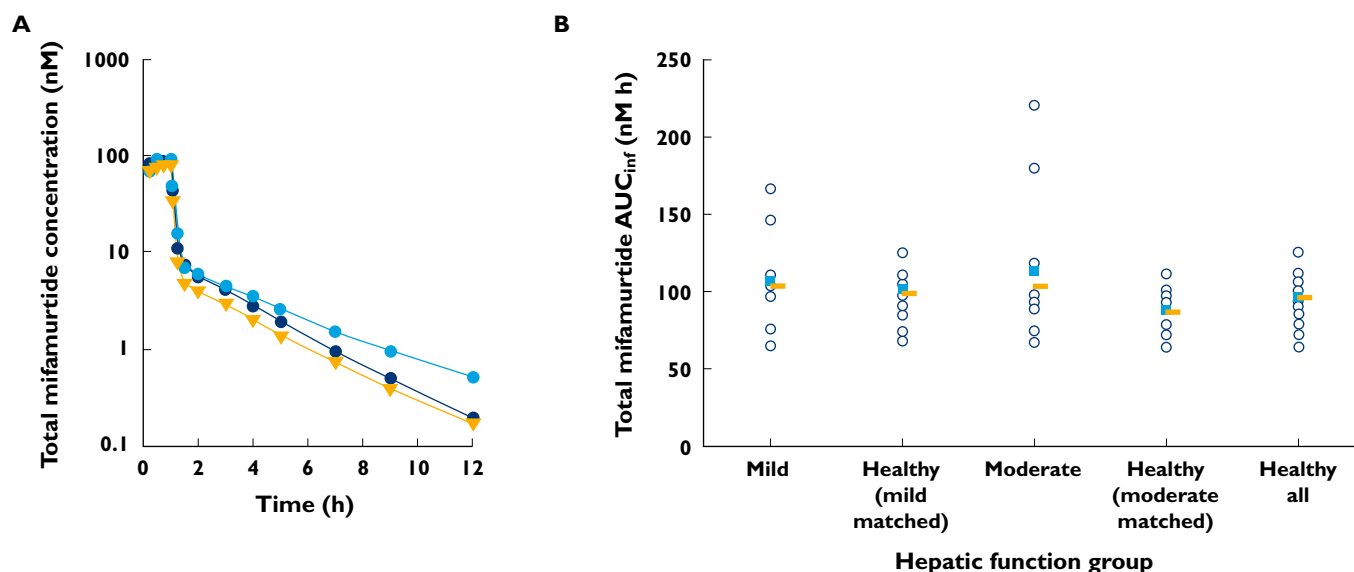 A
Total mifamurtide concentration (nM)
1000
100
10
1
0.1
0 2 4 6 8 10 12
Time (h)
B
Total mifamurtide AUCinf (nM h)
250
200
150
100
50
0
Mild
Healthy
(mild
matched)
Moderate
Healthy
(moderate
matched)
Healthy
all
Hepatic function group